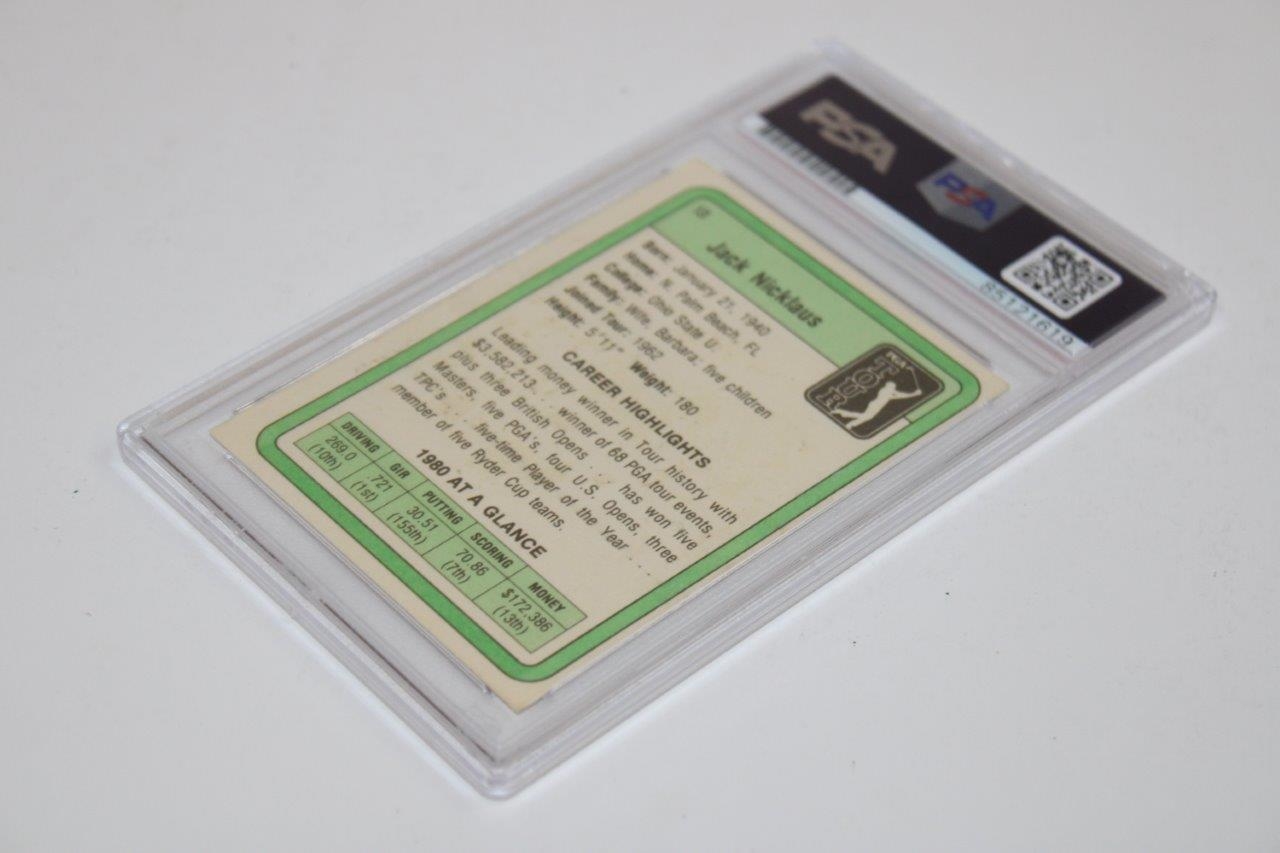 PSA
PSA
85121619
13
Jack Nicklaus
PGA
TOUR
Born: January 21, 1940
Home: N. Palm Beach, FL
College: Ohio State U.
Family: Wife, Barbara; five children
Joined Tour: 1962
Height: 5' 11" Weight: 180
CAREER HIGHLIGHTS
Leading money winner in Tour history with
$3,582,213... winner of 68 PGA tour events,
plus three British Opens ... has won five
Masters, five PGA's, four U.S. Opens, three
TPC's ... five-time Player of the Year ....
member of five Ryder Cup teams.
1980 AT A GLANCE
DRIVING GIR PUTTING SCORING MONEY
269.0 .721 30.51 70.86 $172,386
(10th) (1st) (155th) (7th) (13th)